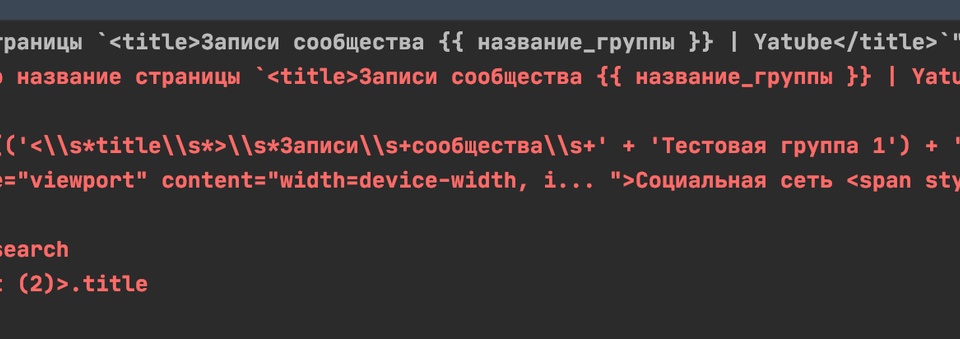 траницы `<title>Записи сообщества {{ название_группы }} | Yatube</title>`"
название страницы `<title>Записи сообщества {{ название_группы }} | Yatu
(('<\\s*title\\s*>\\s*Записи\\s+сообщества\\s+' + 'Тестовая группа 1') + '
e="viewport" content="width=device-width, i... ">Социальная сеть <span sty
search
t (2)>.title